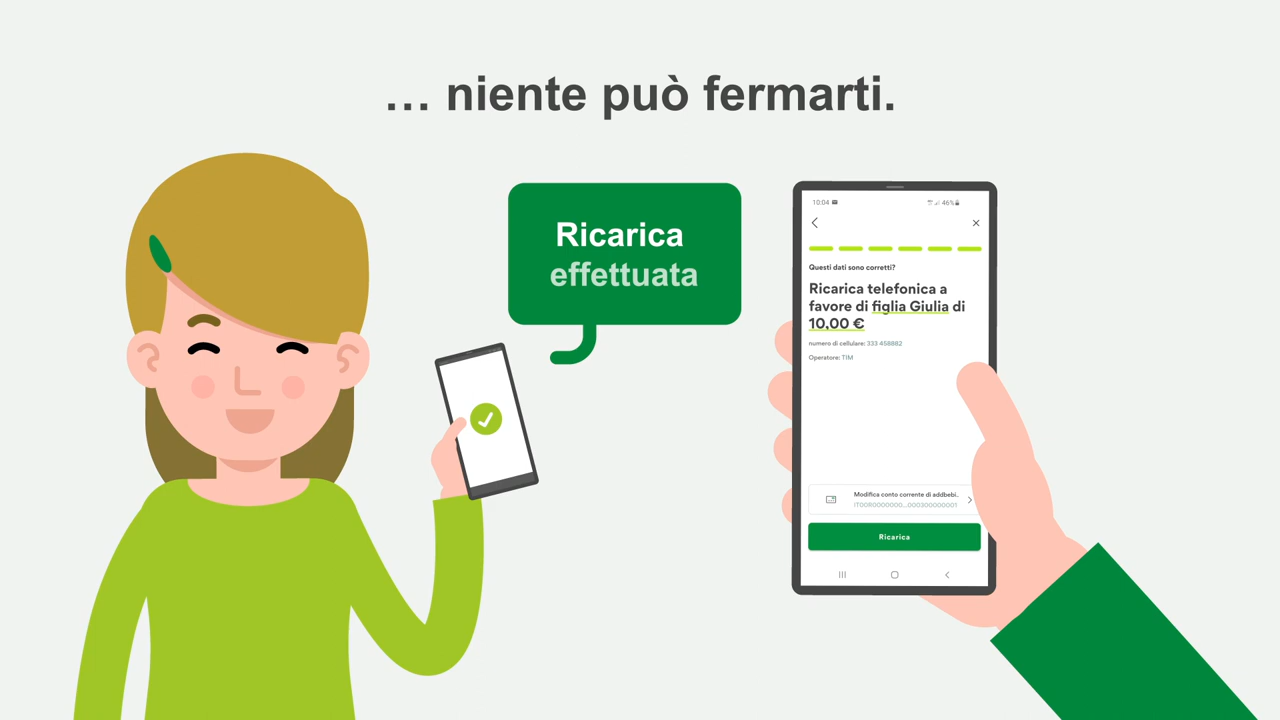 … niente può fermarti.
Ricarica
effettuata
10.04
46%
Questi dati sono corretti?
Ricarica telefonica a
favore di figlia Giulia di
10,00 €
numero di cellulare: 333 458882
Operatore: TIM
Modifica conto corrente di addbebi..
Ricarica